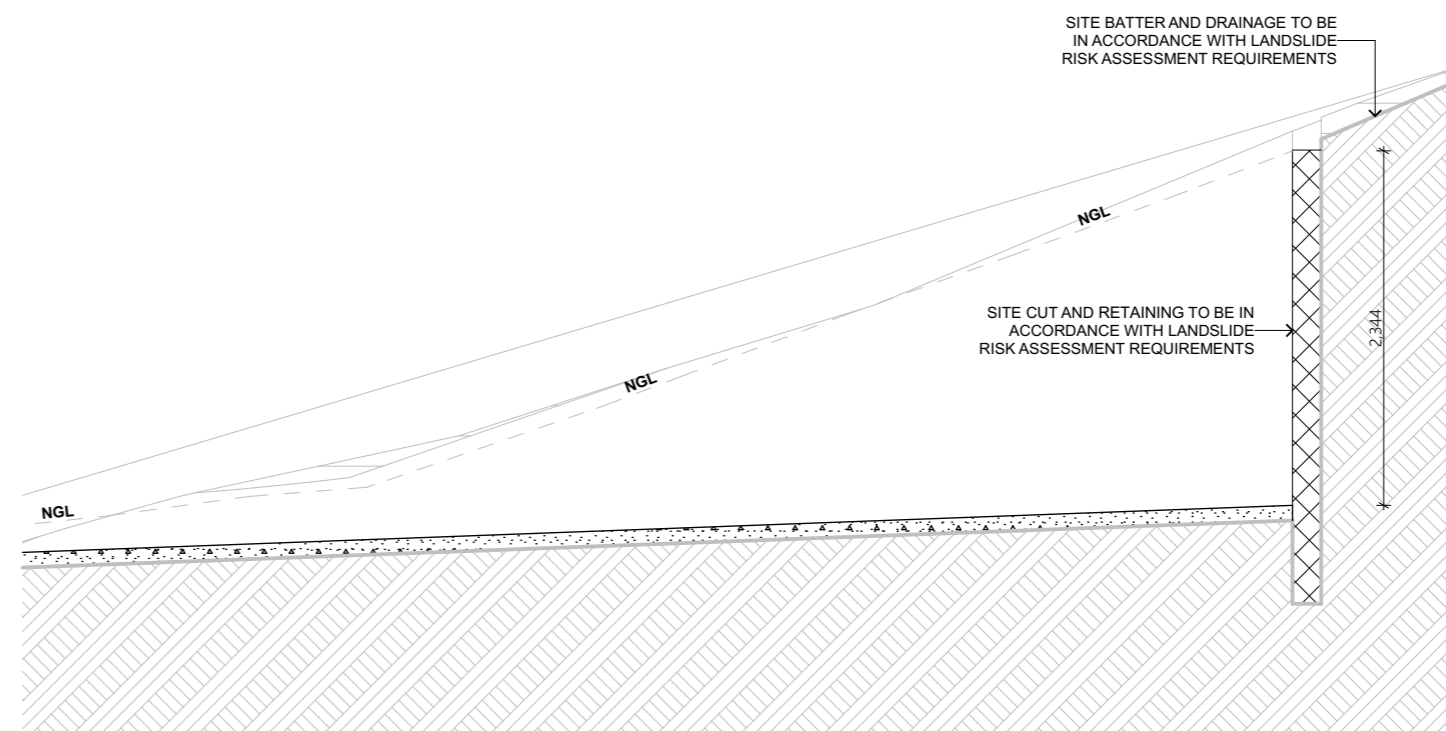 SITE BATTER AND DRAINAGE TO BE
IN ACCORDANCE WITH LANDSLIDE
RISK ASSESSMENT REQUIREMENTS
NGL
SITE CUT AND RETAINING TO BE IN
ACCORDANCE WITH LANDSLIDE
RISK ASSESSMENT REQUIREMENTS
2,344
NGL
NGL